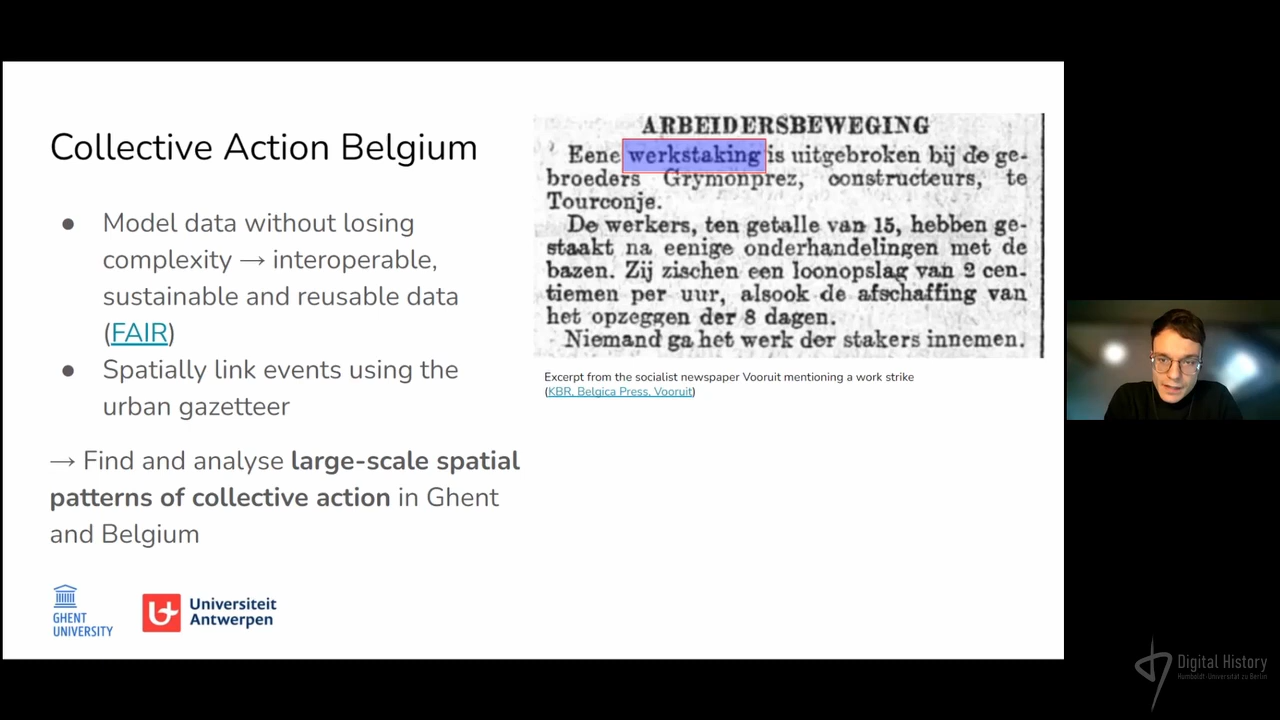 Collective Action Belgium
● Model data without losing
complexity → interoperable,
sustainable and reusable data
(FAIR)
● Spatially link events using the
urban gazetteer
→ Find and analyse large-scale spatial
patterns of collective action in Ghent
and Belgium
ARBEIDERSBEWEGING
Eene werkstaking is uitgebroken bij de ge-
broeders Grymonprez, constructeurs, te
Tourconje.
De werkers, ten getalle van 15, hebben ge-
staakt na eenige onderhandelingen met de
bazen. Zij zischen een loonopslag van 2 cen-
tiemen per uur, alsook de afschaffing van
het opzeggen der 8 dagen.
Niemand ga het werk der stakers innemen.
Excerpt from the socialist newspaper Vooruit mentioning a work strike
(KBR, Belgica Press, Vooruit)
GHENT
UNIVERSITY
Universiteit
Antwerpen
Digital History
Humboldt-Universität zu Berlin